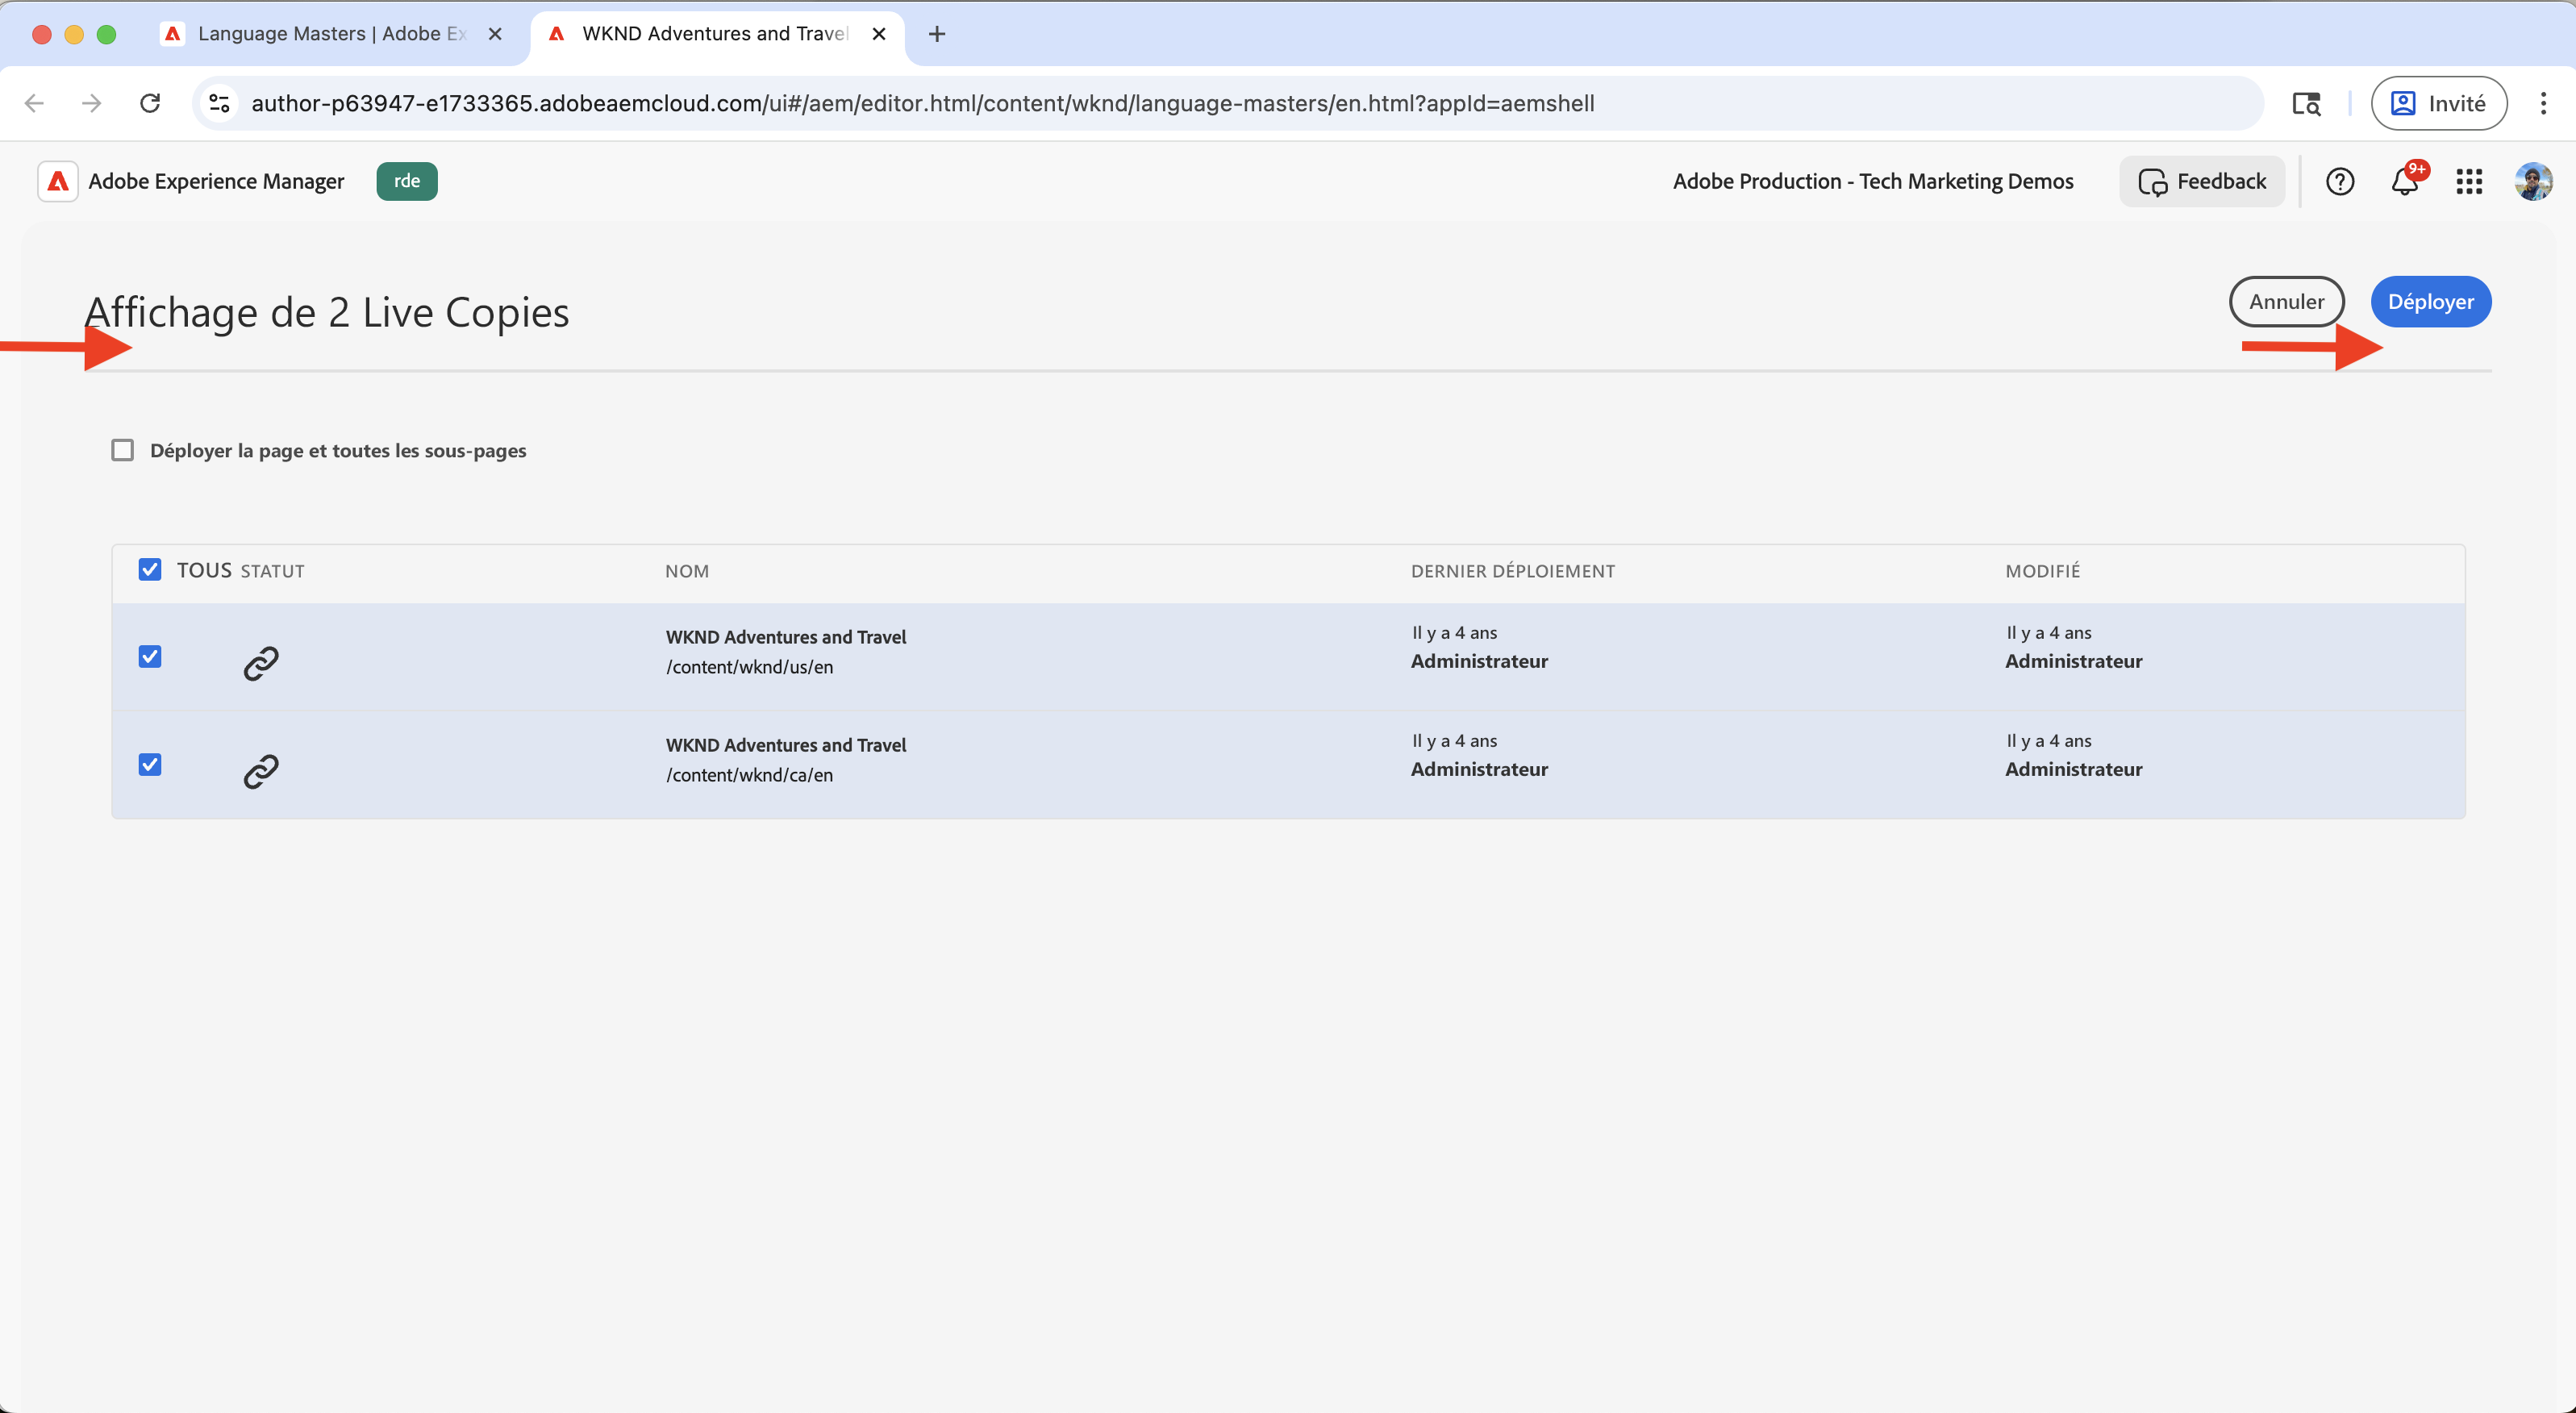 Language Masters | Adobe Ex
WKND Adventures and Travel
author-p63947-e1733365.adobeaemcloud.com/ui#/aem/editor.html/content/wknd/language-masters/en.html?appId=aemshell
Invité
Adobe Experience Manager
rde
Adobe Production - Tech Marketing Demos
Feedback
9+
Affichage de 2 Live Copies
Annuler
Déployer
Déployer la page et toutes les sous-pages
TOUS STATUT NOM DERNIER DÉPLOIEMENT MODIFIÉ
WKND Adventures and Travel Il y a 4 ans Il y a 4 ans
/content/wknd/us/en Administrateur Administrateur
WKND Adventures and Travel Il y a 4 ans Il y a 4 ans
/content/wknd/ca/en Administrateur Administrateur